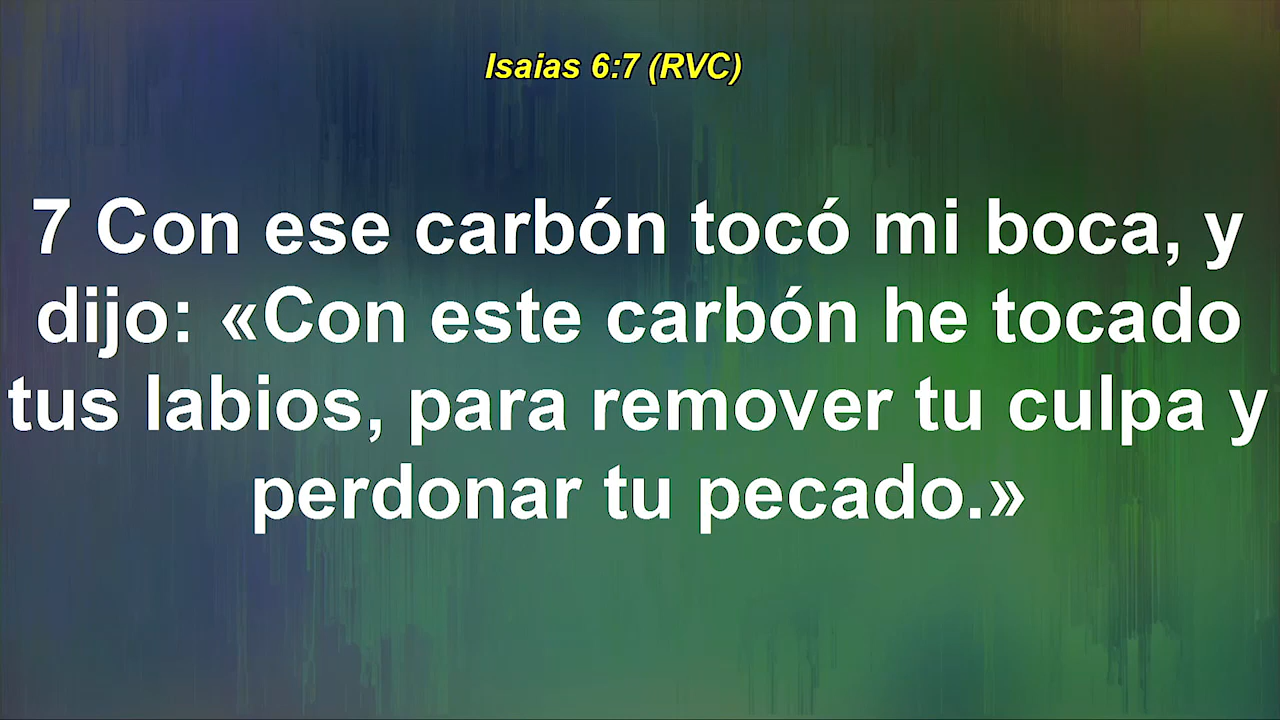 Isaias 6:7 (RVC)
7 Con ese carbón tocó mi boca, y
dijo: «Con este carbón he tocado
tus labios, para remover tu culpa y
perdonar tu pecado.»